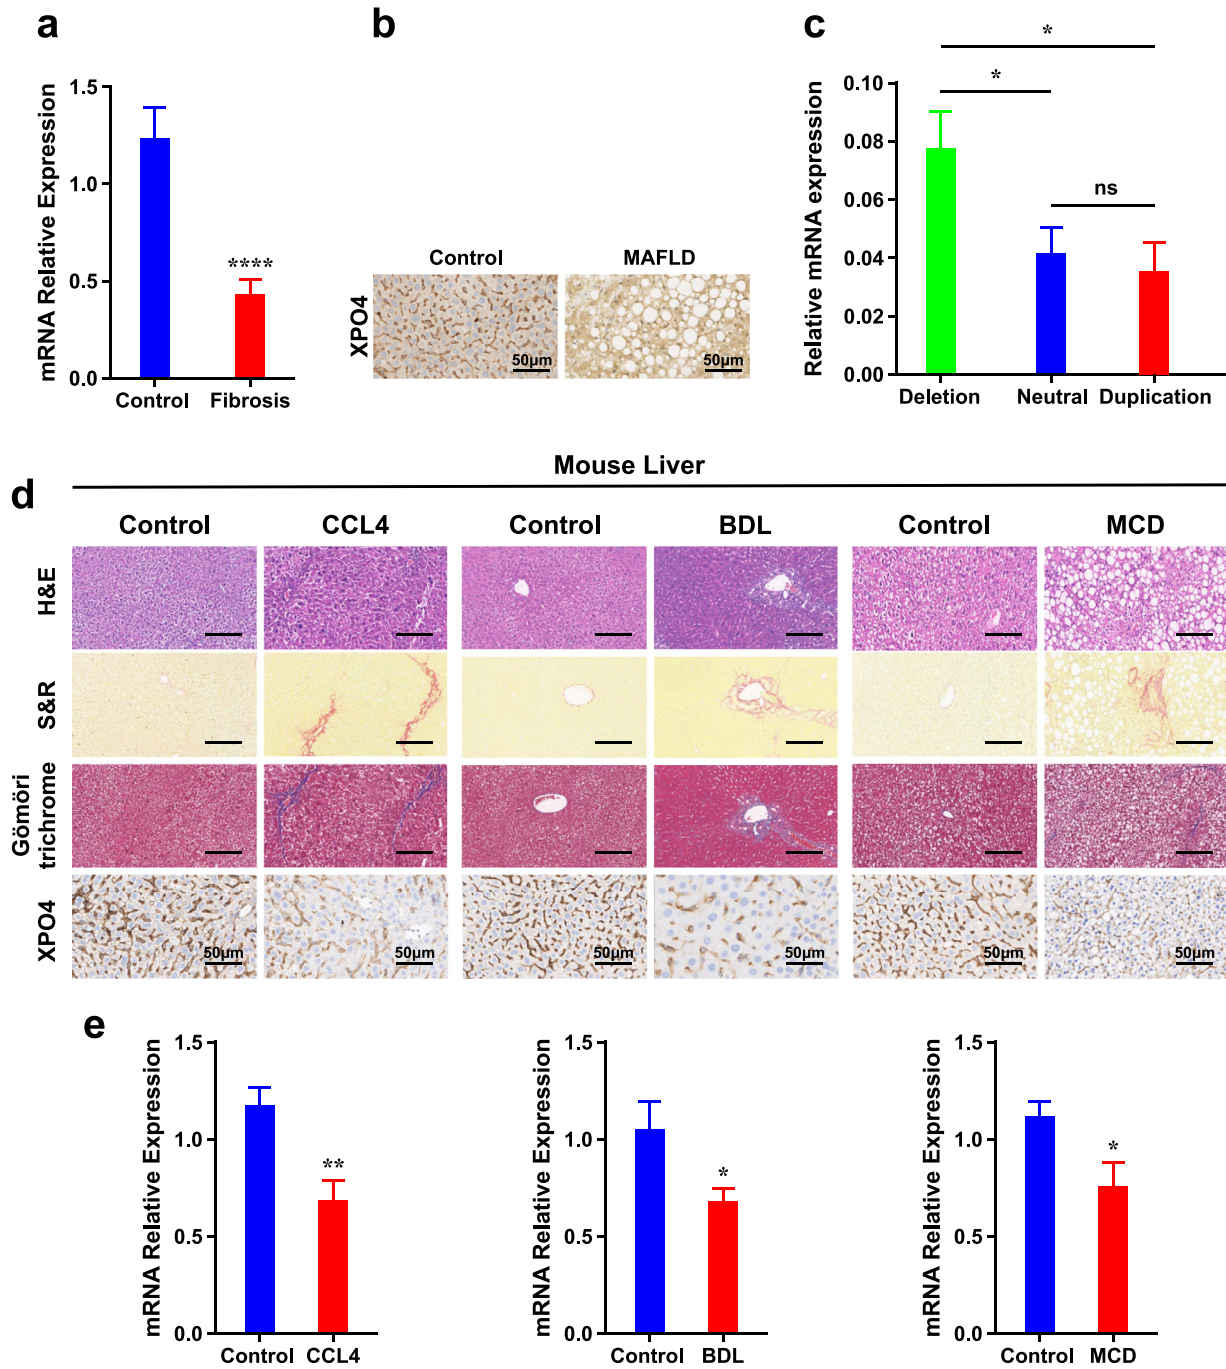 a
mRNA Relative Expression
1.5
1.0
0.5
0.0
****
Control Fibrosis
b
Control MAFLD
XPO4
50μm 50μm
c
Relative mRNA expression
0.10
0.08
0.06
0.04
0.02
0.00
*
*
ns
Deletion Neutral Duplication
Mouse Liver
d
Control CCL4 Control BDL Control MCD
H&E
S&R
Gömöri
trichrome
XPO4
50μm 50μm 50μm 50μm 50μm 50μm
e
mRNA Relative Expression
1.5
1.0
0.5
0.0
**
Control CCL4
mRNA Relative Expression
1.5
1.0
0.5
0.0
*
Control BDL
mRNA Relative Expression
1.5
1.0
0.5
0.0
*
Control MCD